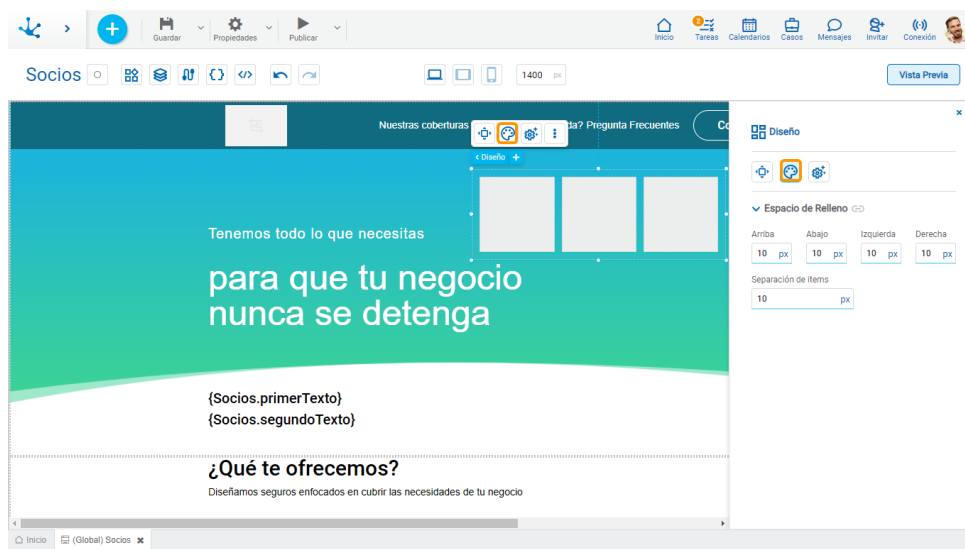 Guardar
Propiedades
Publicar
Inicio
2
Tareas
Calendarios
Casos
Mensajes
Invitar
Conexión
Socios
1400 px
Vista Previa
Nuestras coberturas
da? Pregunta Frecuentes
Co
Diseño
Diseño
Espacio de Relleno
Arriba
Abajo
Izquierda
Derecha
10 px
10 px
10 px
10 px
Separación de items
10 px
Tenemos todo lo que necesitas
para que tu negocio
nunca se detenga
{Socios.primerTexto}
{Socios.segundoTexto}
¿Qué te ofrecemos?
Diseñamos seguros enfocados en cubrir las necesidades de tu negocio
Inicio
(Global) Socios